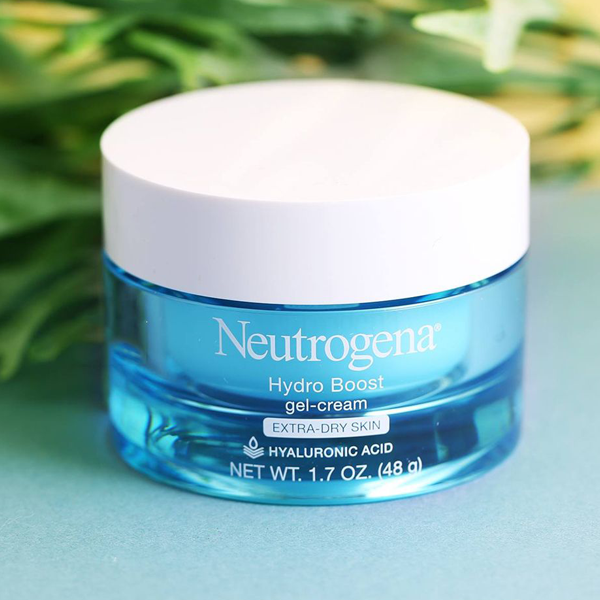 Neutrogena®
Hydro Boost
gel-cream
EXTRA-DRY SKIN
HYALURONIC ACID
NET WT. 1.7 OZ. (48 g)